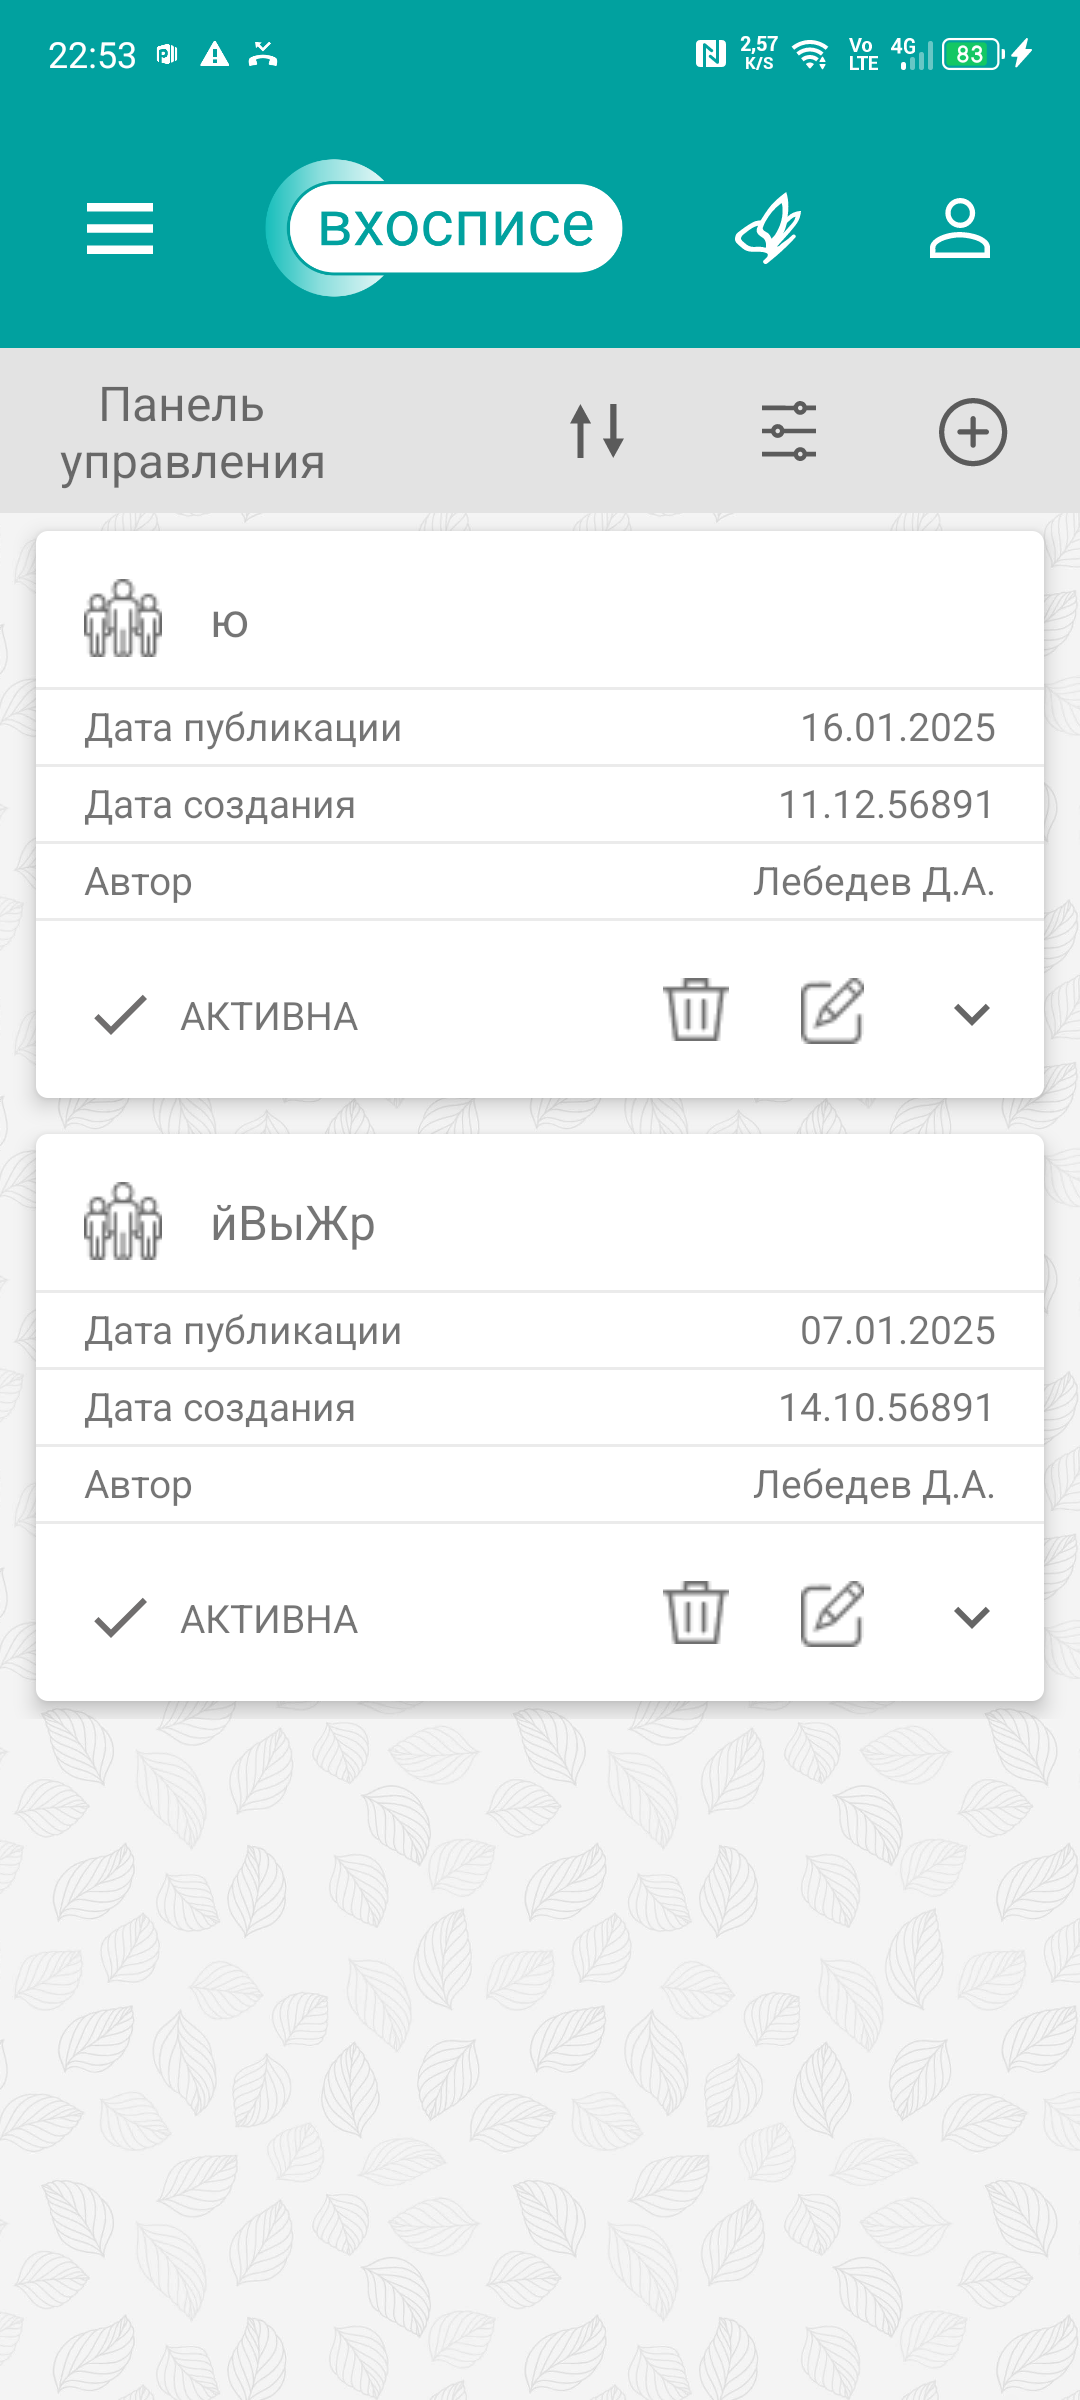 22:53
2,57 K/S
Vo LTE
4G
83
вхосписе
Панель
управления
ю
Дата публикации 16.01.2025
Дата создания 11.12.56891
Автор Лебедев Д.А.
АКТИВНА
йВыЖр
Дата публикации 07.01.2025
Дата создания 14.10.56891
Автор Лебедев Д.А.
АКТИВНА